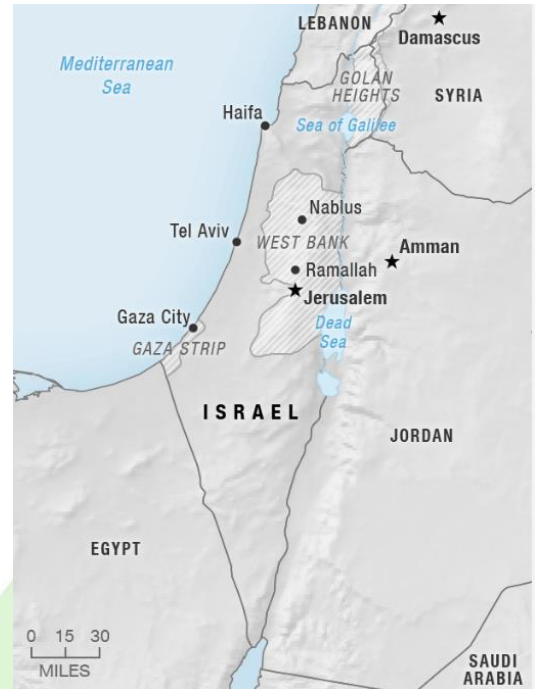 LEBANON
Damascus
Mediterranean
Sea
GOLAN
HEIGHTS
SYRIA
Haifa
Sea of Galilee
Nablus
Tel Aviv
WEST BANK
Amman
Ramallah
Jerusalem
Gaza City
Dead
Sea
GAZA STRIP
ISRAEL
JORDAN
EGYPT
0 15 30
MILES
SAUDI
ARABIA